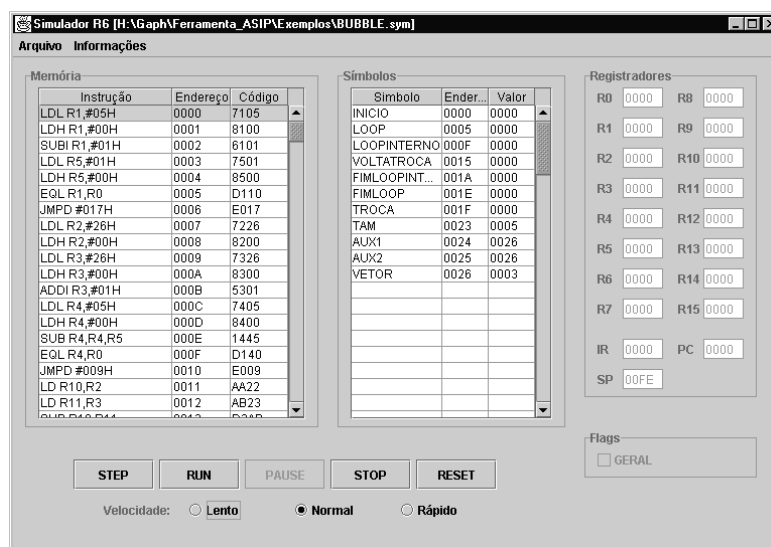 Simulador R6 [H:\Gaph\Ferramenta_ASIP\Exemplos\BUBBLE.sym]
Arquivo Informações
Memória
Instrução Endereço Código
LDL R1,#05H 0000 7105
LDH R1,#00H 0001 8100
SUBI R1,#01H 0002 6101
LDL R5,#01H 0003 7501
LDH R5,#00H 0004 8500
EQL R1,R0 0005 D110
JMPD #017H 0006 E017
LDL R2,#26H 0007 7226
LDH R2,#00H 0008 8200
LDL R3,#26H 0009 7326
LDH R3,#00H 000A 8300
ADDI R3,#01H 000B 5301
LDL R4,#05H 000C 7405
LDH R4,#00H 000D 8400
SUB R4,R4,R5 000E 1445
EQL R4,R0 000F D140
JMPD #009H 0010 E009
LD R10,R2 0011 AA22
LD R11,R3 0012 AB23
Símbolos
Simbolo Ender... Valor
INICIO 0000 0000
LOOP 0005 0000
LOOPINTERNO 000F 0000
VOLTATROCA 0015 0000
FIMLOOPINT... 001A 0000
FIMLOOP 001E 0000
TROCA 001F 0000
TAM 0023 0005
AUX1 0024 0026
AUX2 0025 0026
VETOR 0026 0003
Registradores
R0 0000 R8 0000
R1 0000 R9 0000
R2 0000 R10 0000
R3 0000 R11 0000
R4 0000 R12 0000
R5 0000 R13 0000
R6 0000 R14 0000
R7 0000 R15 0000
IR 0000 PC 0000
SP 00FE
Flags
GERAL
STEP RUN PAUSE STOP RESET
Velocidade: Lento Normal Rápido